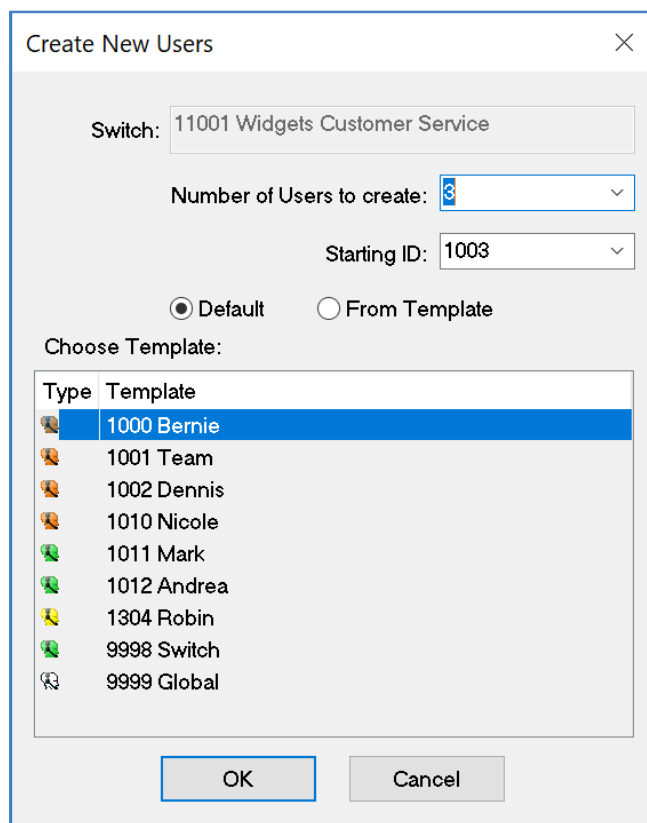 Create New Users
Switch: 11001 Widgets Customer Service
Number of Users to create: 3
Starting ID: 1003
Default From Template
Choose Template:
Type Template
1000 Bernie
1001 Team
1002 Dennis
1010 Nicole
1011 Mark
1012 Andrea
1304 Robin
9998 Switch
9999 Global
OK Cancel